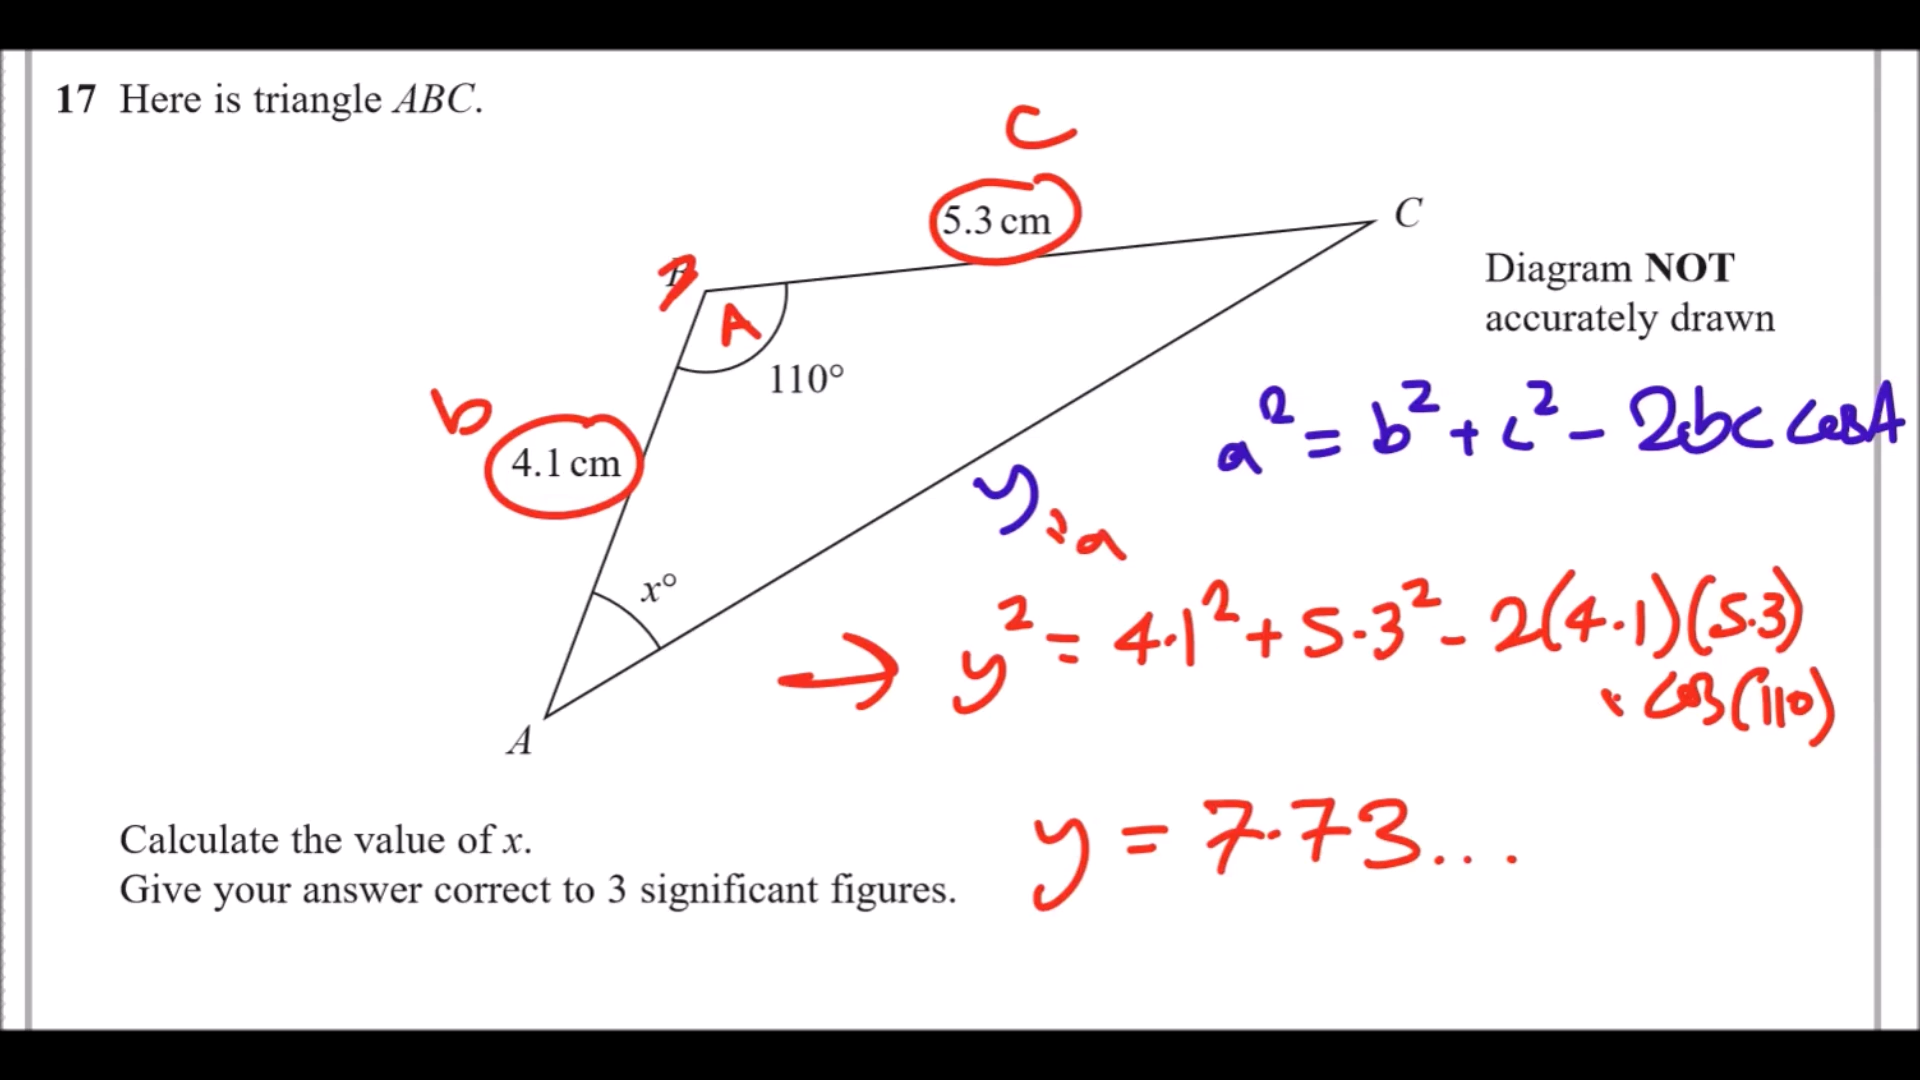 17 Here is triangle ABC.
C
5.3 cm
C
A
110°
Diagram NOT
accurately drawn
b
4.1 cm
a² = b² + c² - 2bc cosA
y = a
x°
→ y² = 4.1² + 5.3² - 2(4.1)(5.3)
× cos(110)
A
y = 7.73...
Calculate the value of x.
Give your answer correct to 3 significant figures.